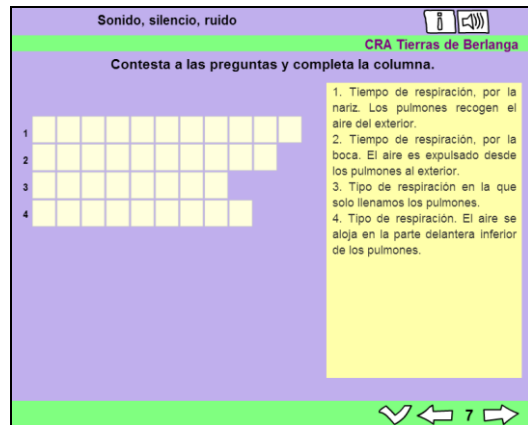 Sonido, silencio, ruido
CRA Tierras de Berlanga
Contesta a las preguntas y completa la columna.
1
2
3
4
1. Tiempo de respiración, por la
nariz. Los pulmones recogen el
aire del exterior.
2. Tiempo de respiración, por la
boca. El aire es expulsado desde
los pulmones al exterior.
3. Tipo de respiración en la que
solo llenamos los pulmones.
4. Tipo de respiración. El aire se
aloja en la parte delantera inferior
de los pulmones.
7